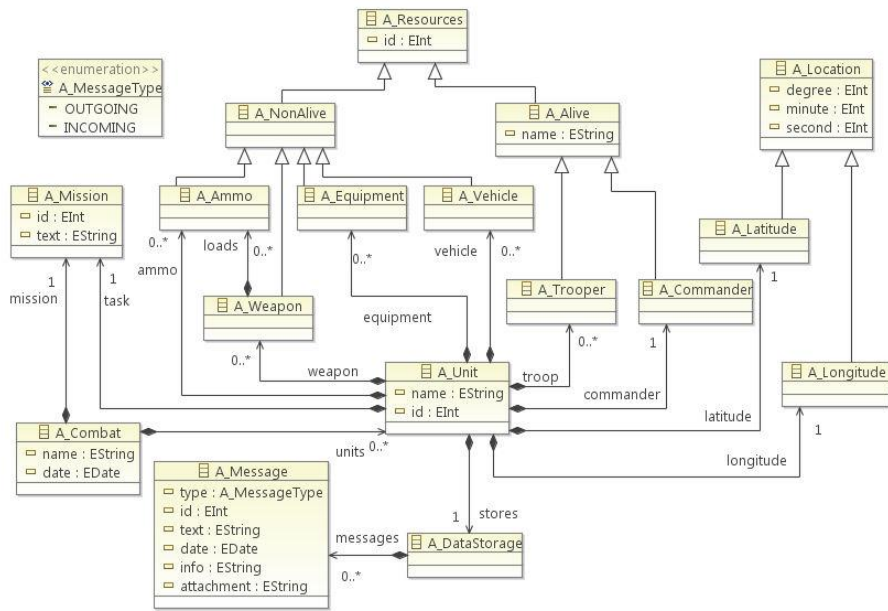 A_Resources
id : EInt
<<enumeration>>
A_MessageType
OUTGOING
INCOMING
A_Location
degree : EInt
minute : EInt
second : EInt
A_NonAlive
A_Alive
name : EString
A_Mission
id : EInt
text : EString
A_Ammo
A_Equipment
A_Vehicle
A_Latitude
0..*
loads
0..*
0..*
vehicle
0..*
ammo
1
mission
1
task
A_Weapon
A_Trooper
A_Commander
1
equipment
0..*
0..*
1
weapon
A_Unit
name : EString
id : EInt
troop
commander
A_Longitude
latitude
1
A_Combat
name : EString
date : EDate
units
0..*
longitude
A_Message
type : A_MessageType
id : EInt
text : EString
date : EDate
info : EString
attachment : EString
1
stores
messages
0..*
A_DataStorage